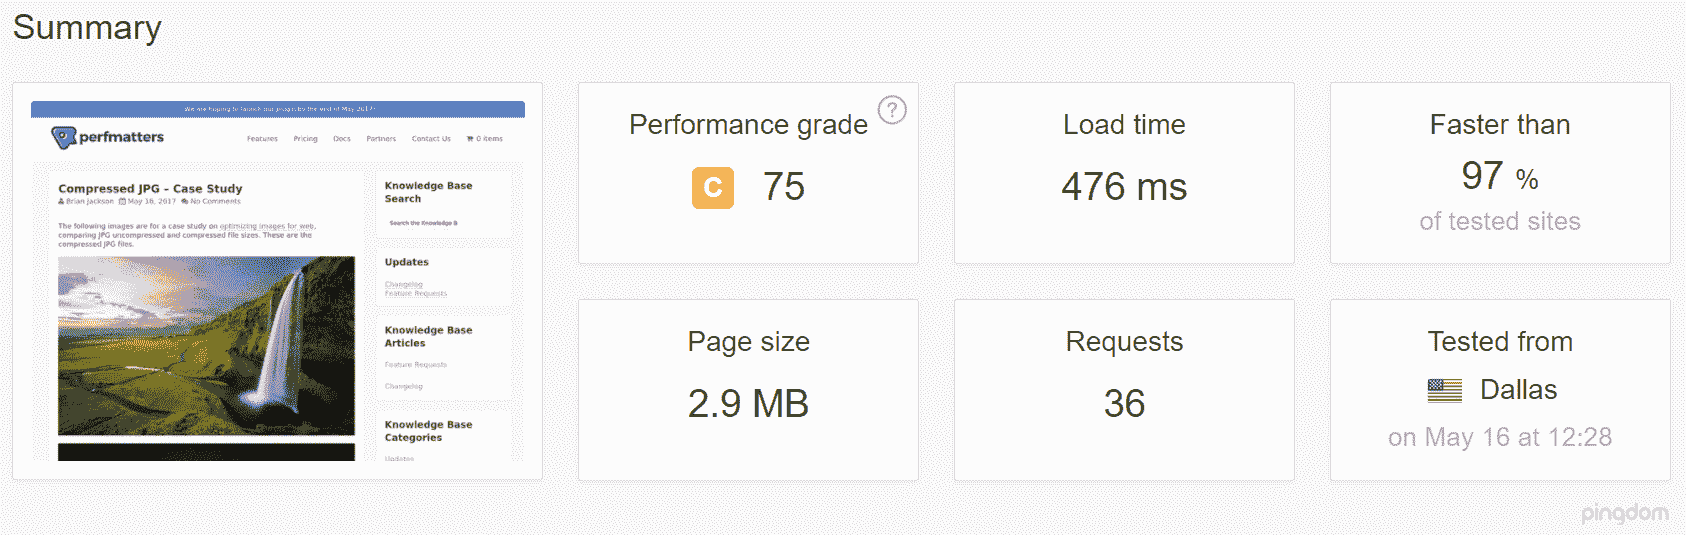 Summary
We are hoping to launch our project by the end of May 2017!
perfmatters
Features Pricing Docs Partners Contact Us 0 items
Compressed JPG - Case Study
Brian Jackson May 16, 2017 No Comments
The following images are for a case study on optimizing images for web,
comparing JPG uncompressed and compressed file sizes. These are the
compressed JPG files.
Knowledge Base
Search
Search the Knowledge B
Updates
Changelog
Feature Requests
Knowledge Base
Articles
Feature Requests
Changelog
Knowledge Base
Categories
Updates
Performance grade ?
C 75
Load time
476 ms
Faster than
97 %
of tested sites
Page size
2.9 MB
Requests
36
Tested from
Dallas
on May 16 at 12:28
pingdom